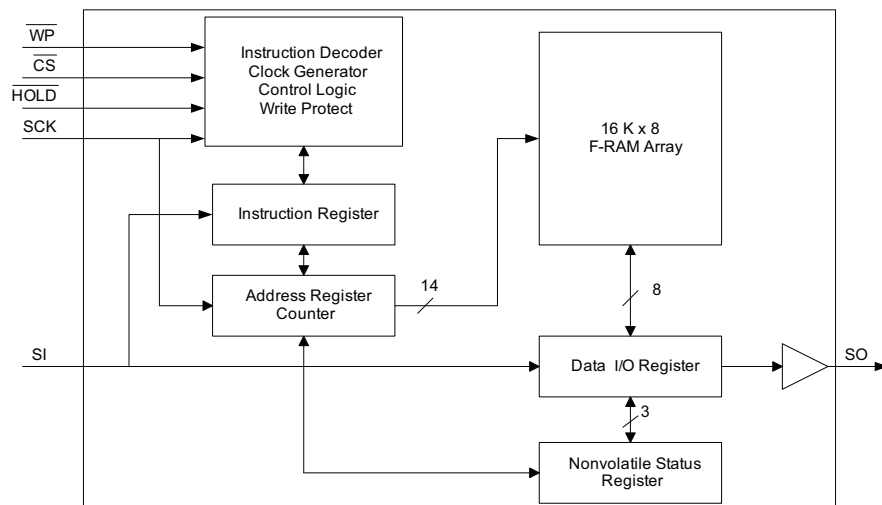 WP
CS
HOLD
SCK
Instruction Decoder
Clock Generator
Control Logic
Write Protect
16 K x 8
F-RAM Array
Instruction Register
Address Register
Counter
14
8
SI
Data I/O Register
SO
3
Nonvolatile Status
Register